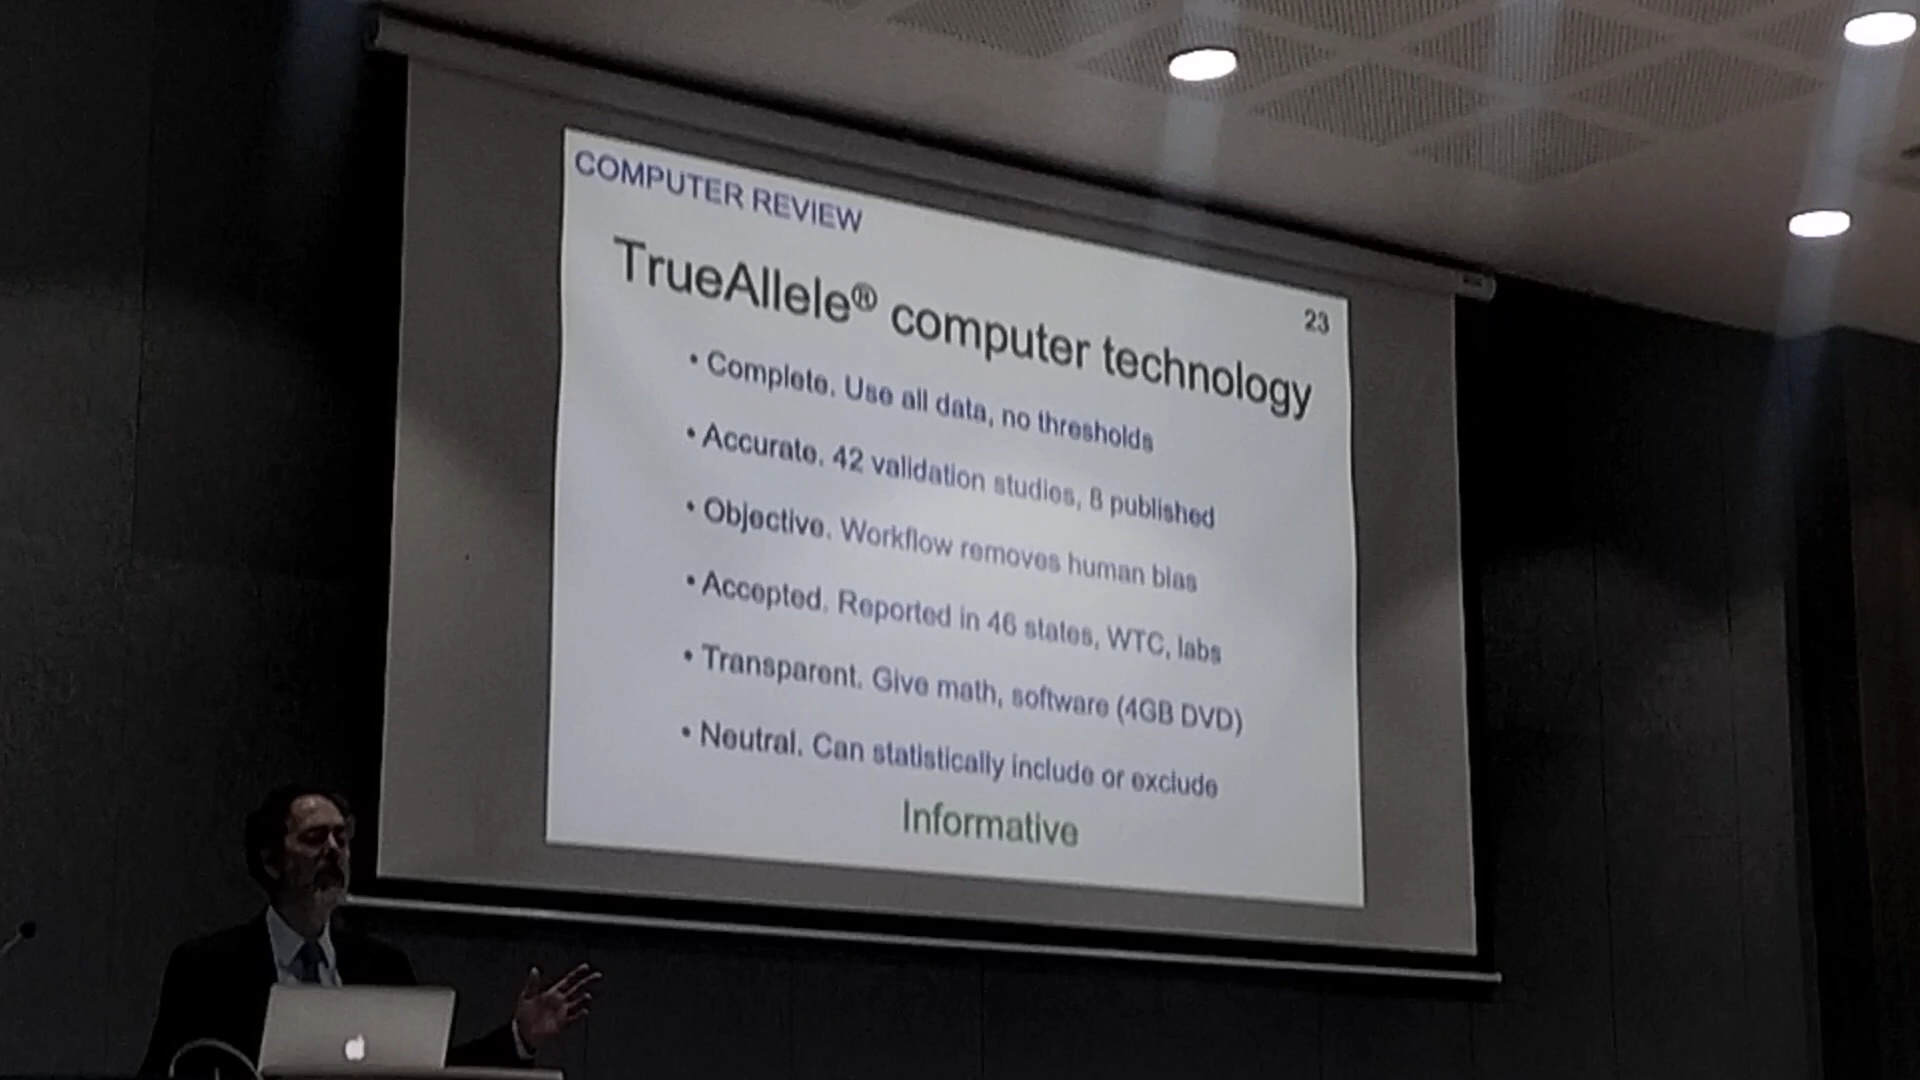 COMPUTER REVIEW
23
TrueAllele® computer technology
• Complete. Use all data, no thresholds
• Accurate. 42 validation studies, 8 published
• Objective. Workflow removes human bias
• Accepted. Reported in 46 states, WTC, labs
• Transparent. Give math, software (4GB DVD)
• Neutral. Can statistically include or exclude
Informative